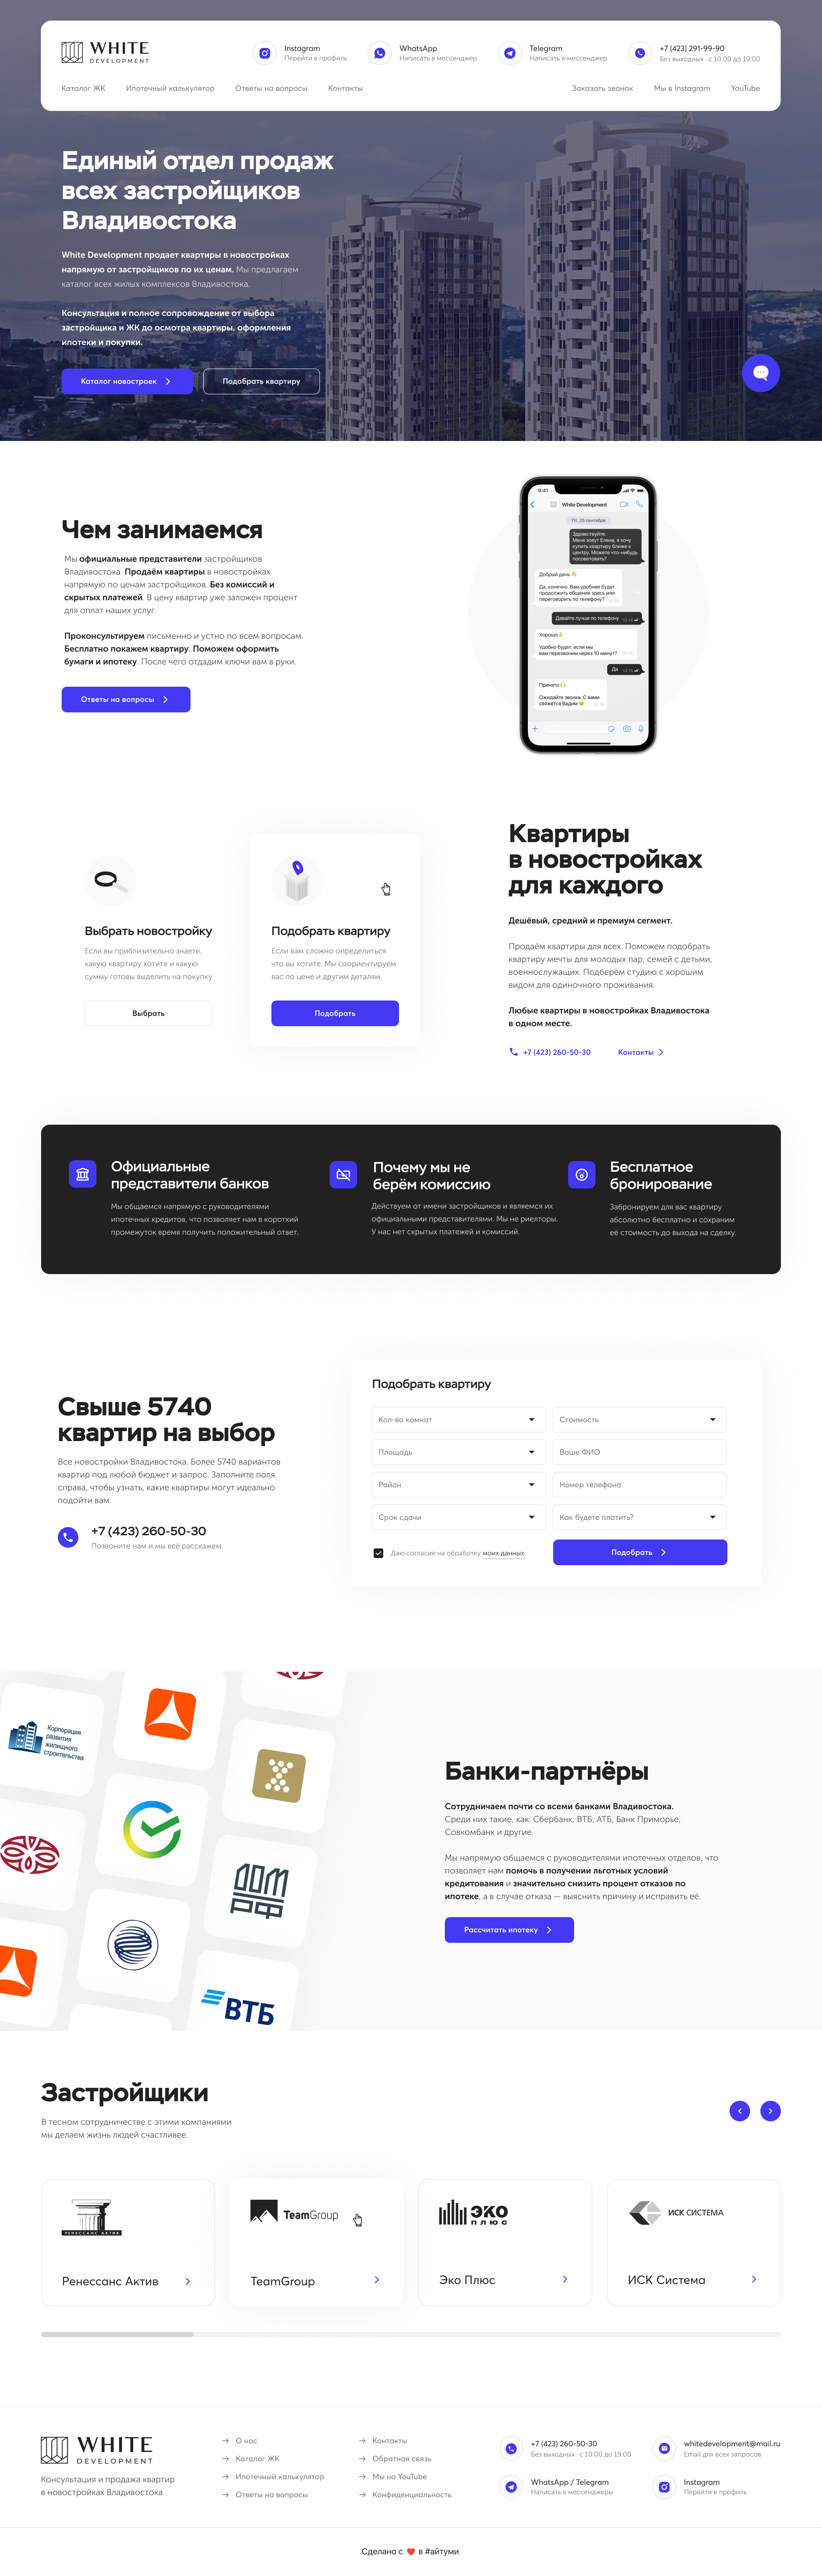 WHITE
DEVELOPMENT
Instagram
Перейти в профиль
WhatsApp
Написать в мессенджер
Telegram
Написать в мессенджер
+7 (423) 291-99-90
Без выходных · с 10:00 до 19:00
Каталог ЖК
Ипотечный калькулятор
Ответы на вопросы
Контакты
Заказать звонок
Мы в Instagram
YouTube
Единый отдел продаж
всех застройщиков
Владивостока
White Development продает квартиры в новостройках
напрямую от застройщиков по их ценам. Мы предлагаем
каталог всех жилых комплексов Владивостока.
Консультация и полное сопровождение от выбора
застройщика и ЖК до осмотра квартиры, оформления
ипотеки и покупки.
Каталог новостроек
Подобрать квартиру
Чем занимаемся
Мы официальные представители застройщиков
Владивостока. Продаём квартиры в новостройках
напрямую по ценам застройщиков. Без комиссий и
скрытых платежей. В цену квартир уже заложен процент
для оплат наших услуг.
Проконсультируем письменно и устно по всем вопросам.
Бесплатно покажем квартиру. Поможем оформить
бумаги и ипотеку. После чего отдадим ключи вам в руки.
Ответы на вопросы
9:41
White Development
Пт, 25 сентября
Здравствуйте.
Меня зовут Елена, я хочу
купить квартиру ближе к
центру. Можете что-нибудь
посоветовать?
Добрый день 👋
Да, конечно. Вам удобнее будет
продолжить общение здесь или
переговорить по телефону?
Давайте лучше по телефону
Хорошо👌
Удобно будет, если мы
вам перезвоним через 10 минут?
Да
Принято 🙌
Ожидайте звонка. С вами
свяжется Вадим 😉
Выбрать новостройку
Если вы приблизительно знаете,
какую квартиру хотите и какую
сумму готовы выделить на покупку
Выбрать
Подобрать квартиру
Если вам сложно определиться
что вы хотите. Мы соориентируем
вас по цене и другим деталям
Подобрать
Квартиры
в новостройках
для каждого
Дешёвый, средний и премиум сегмент.
Продаём квартиры для всех. Поможем подобрать
квартиру мечты для молодых пар, семей с детьми,
военнослужащих. Подберём студию с хорошим
видом для одиночного проживания.
Любые квартиры в новостройках Владивостока
в одном месте.
+7 (423) 260-50-30
Контакты
Официальные
представители банков
Мы общаемся напрямую с руководителями
ипотечных кредитов, что позволяет нам в короткий
промежуток время получить положительный ответ.
Почему мы не
берём комиссию
Действуем от имени застройщиков и являемся их
официальными представителями. Мы не риелторы.
У нас нет скрытых платежей и комиссий.
Бесплатное
бронирование
Забронируем для вас квартиру
абсолютно бесплатно и сохраним
её стоимость до выхода на сделку.
Свыше 5740
квартир на выбор
Все новостройки Владивостока. Более 5740 вариантов
квартир под любой бюджет и запрос. Заполните поля
справа, чтобы узнать, какие квартиры могут идеально
подойти вам.
+7 (423) 260-50-30
Позвоните нам и мы всё расскажем
Подобрать квартиру
Кол-во комнат
Стоимость
Площадь
Ваше ФИО
Район
Номер телефона
Срок сдачи
Как будете платить?
Даю согласие на обработку моих данных
Подобрать
Корпорация
развития
жилищного
строительства
ДОМ
РФ
ВТБ
Банки-партнёры
Сотрудничаем почти со всеми банками Владивостока.
Среди них такие, как: Сбербанк, ВТБ, АТБ, Банк Приморье,
Совкомбанк и другие.
Мы напрямую общаемся с руководителями ипотечных отделов, что
позволяет нам помочь в получении льготных условий
кредитования и значительно снизить процент отказов по
ипотеке, а в случае отказа — выяснить причину и исправить её.
Рассчитать ипотеку
Застройщики
В тесном сотрудничестве с этими компаниями
мы делаем жизнь людей счастливее.
РЕНЕССАНС АКТИВ
Ренессанс Актив
TeamGroup
TeamGroup
эко
плюс
Эко Плюс
ИСК СИСТЕМА
ИСК Система
WHITE
DEVELOPMENT
Консультация и продажа квартир
в новостройках Владивостока
О нас
Каталог ЖК
Ипотечный калькулятор
Ответы на вопросы
Контакты
Обратная связь
Мы на YouTube
Конфиденциальность
+7 (423) 260-50-30
Без выходных · с 10:00 до 19:00
WhatsApp / Telegram
Написать в мессенджеры
whitedevelopment@mail.ru
Email для всех запросов
Instagram
Перейти в профиль
Сделано с ❤️ в #айтуми